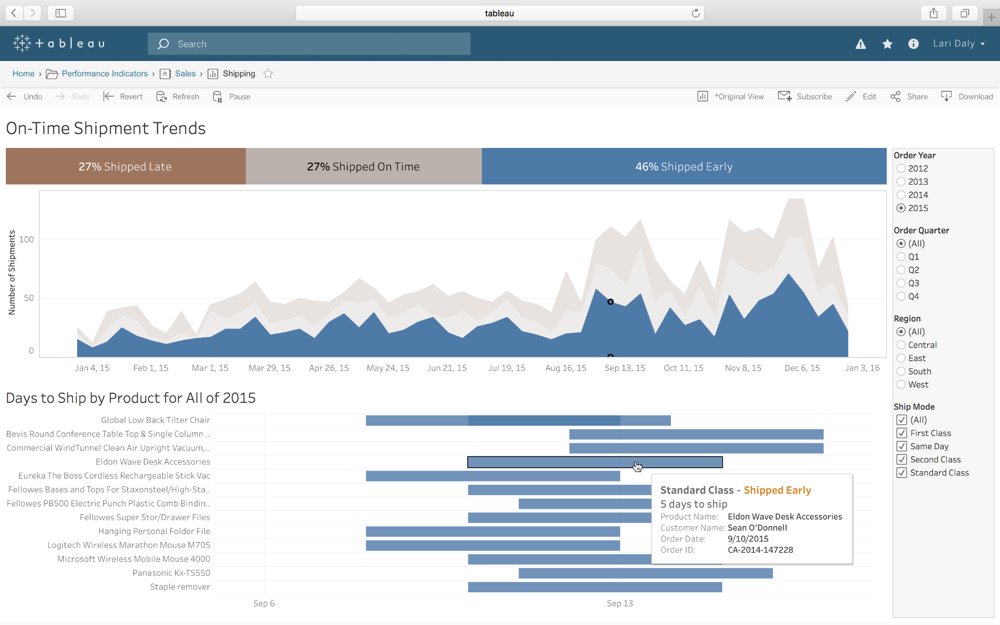 tableau
+ a b | e a u
Search
Lari Daly
Home › Performance Indicators › Sales › Shipping
Undo Redo Revert Refresh Pause *Original View Subscribe Edit Share Download
On-Time Shipment Trends
27% Shipped Late 27% Shipped On Time 46% Shipped Early
Number of Shipments
100
50
0
Jan 4, 15 Feb 1, 15 Mar 1, 15 Mar 29, 15 Apr 26, 15 May 24, 15 Jun 21, 15 Jul 19, 15 Aug 16, 15 Sep 13, 15 Oct 11, 15 Nov 8, 15 Dec 6, 15 Jan 3, 16
Order Year
2012
2013
2014
2015
Order Quarter
(All)
Q1
Q2
Q3
Q4
Region
(All)
Central
East
South
West
Ship Mode
(All)
First Class
Same Day
Second Class
Standard Class
Days to Ship by Product for All of 2015
Global Low Back Tilter Chair
Bevis Round Conference Table Top & Single Column ..
Commercial WindTunnel Clean Air Upright Vacuum,..
Eldon Wave Desk Accessories
Eureka The Boss Cordless Rechargeable Stick Vac
Fellowes Bases and Tops For Staxonsteel/High-Sta..
Fellowes PB500 Electric Punch Plastic Comb Bindin..
Fellowes Super Stor/Drawer Files
Hanging Personal Folder File
Logitech Wireless Marathon Mouse M705
Microsoft Wireless Mobile Mouse 4000
Panasonic Kx-TS550
Staple remover
Sep 6 Sep 13
Standard Class - Shipped Early
5 days to ship
Product Name: Eldon Wave Desk Accessories
Customer Name: Sean O'Donnell
Order Date: 9/10/2015
Order ID: CA-2014-147228